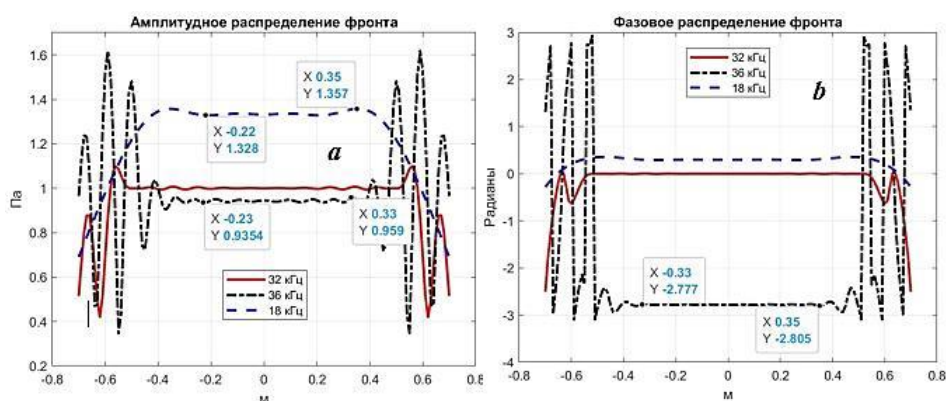 Амплитудное распределение фронта
1.6
1.4
1.2
1
0.8
0.6
0.4
0.2
Па
X 0.35
Y 1.357
X -0.22
Y 1.328
a
X -0.23
Y 0.9354
X 0.33
Y 0.959
32 кГц
36 кГц
18 кГц
-0.8
-0.6
-0.4
-0.2
0
0.2
0.4
0.6
0.8
м
Фазовое распределение фронта
3
2
1
0
-1
-2
-3
-4
Радианы
32 кГц
36 кГц
18 кГц
b
X -0.33
Y -2.777
X 0.35
Y -2.805
-0.8
-0.6
-0.4
-0.2
0
0.2
0.4
0.6
0.8
м